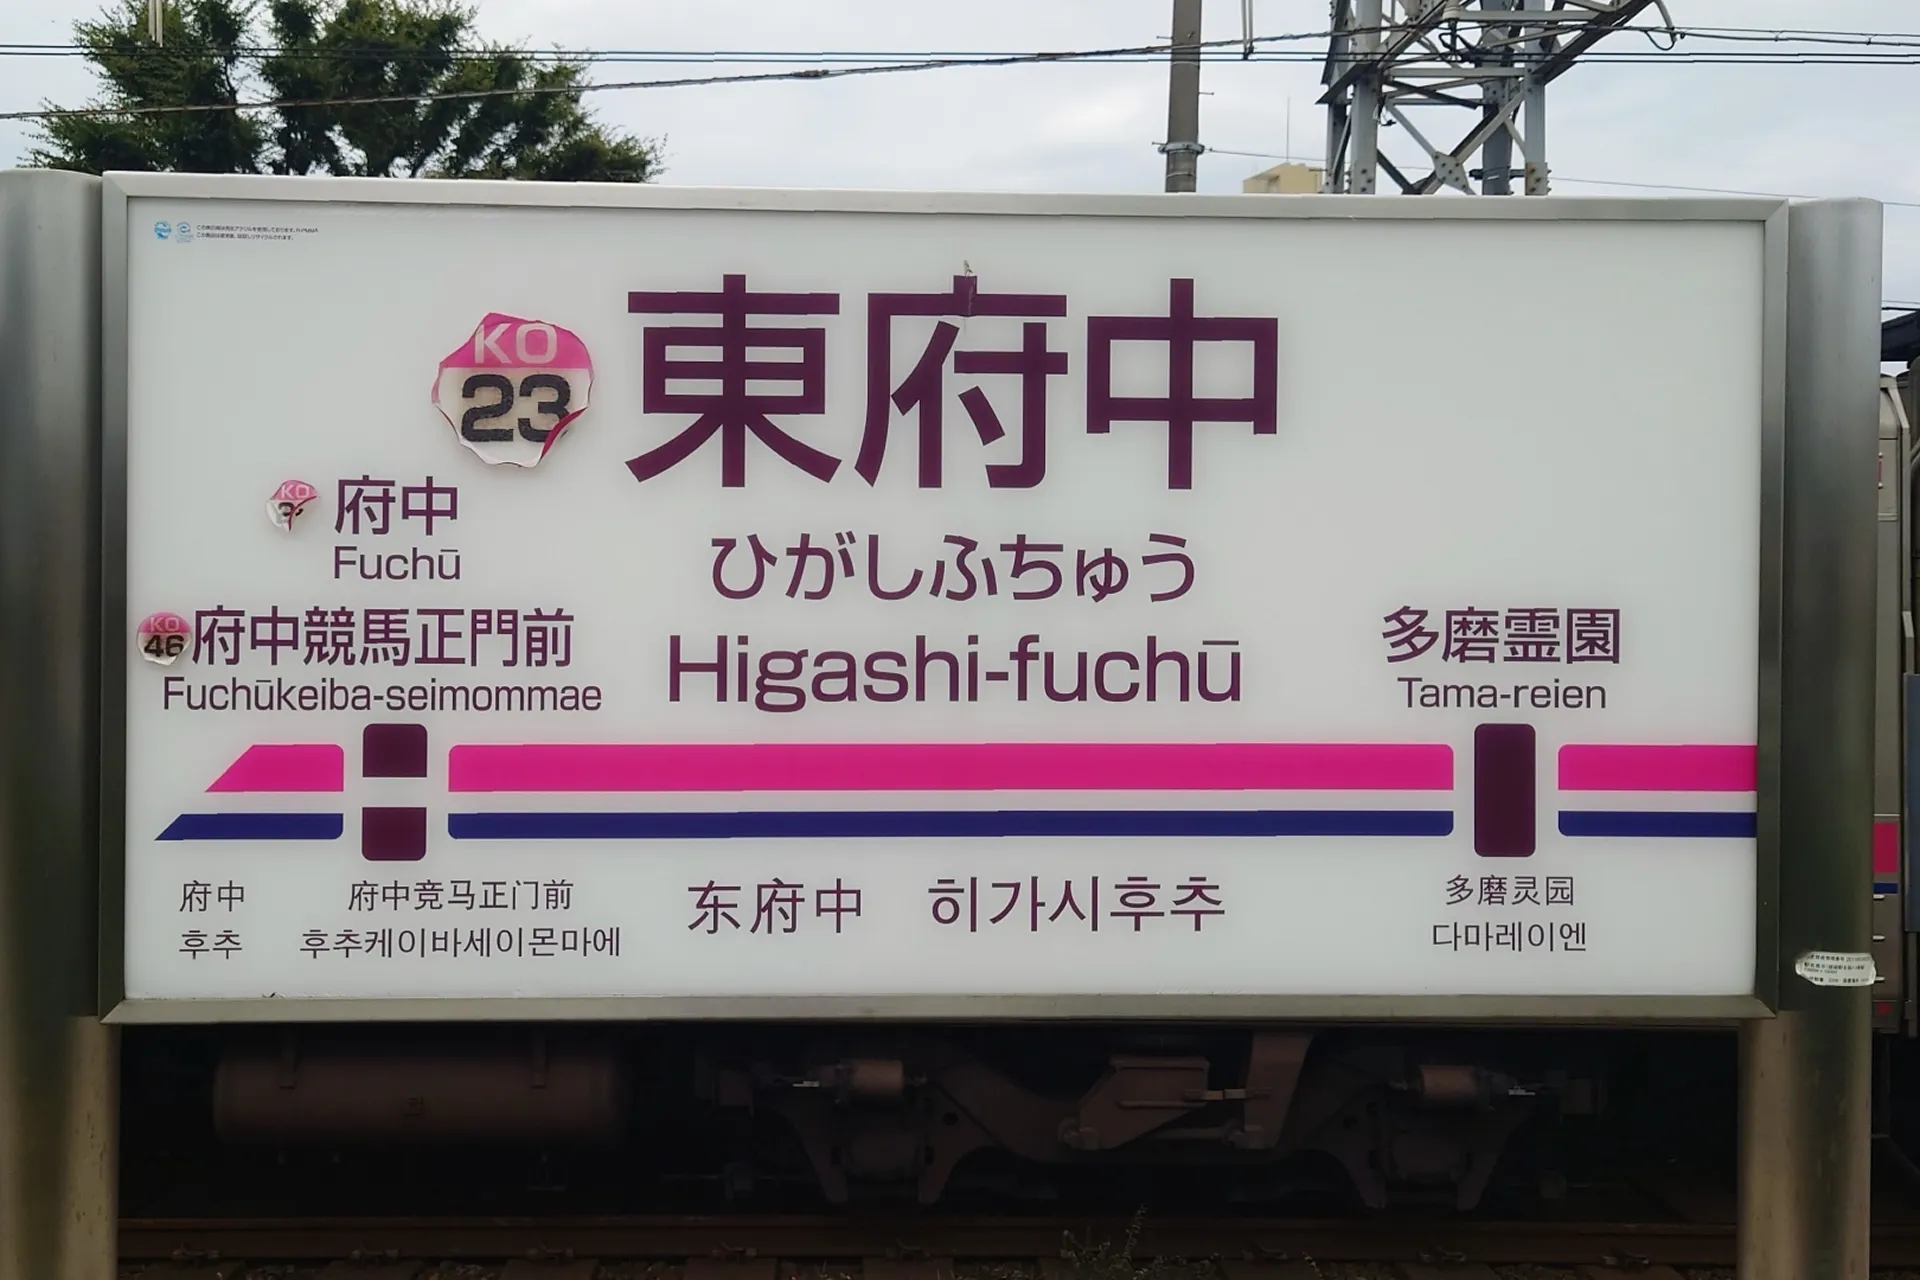 KO
23
東府中
ひがしふちゅう
Higashi-fuchū
KO
府中
Fuchū
KO
46
府中競馬正門前
Fuchūkeiba-seimommae
多磨霊園
Tama-reien
府中
후추
府中竞马正门前
후추케이바세이몬마에
东府中 히가시후추
多磨灵园
다마레이엔